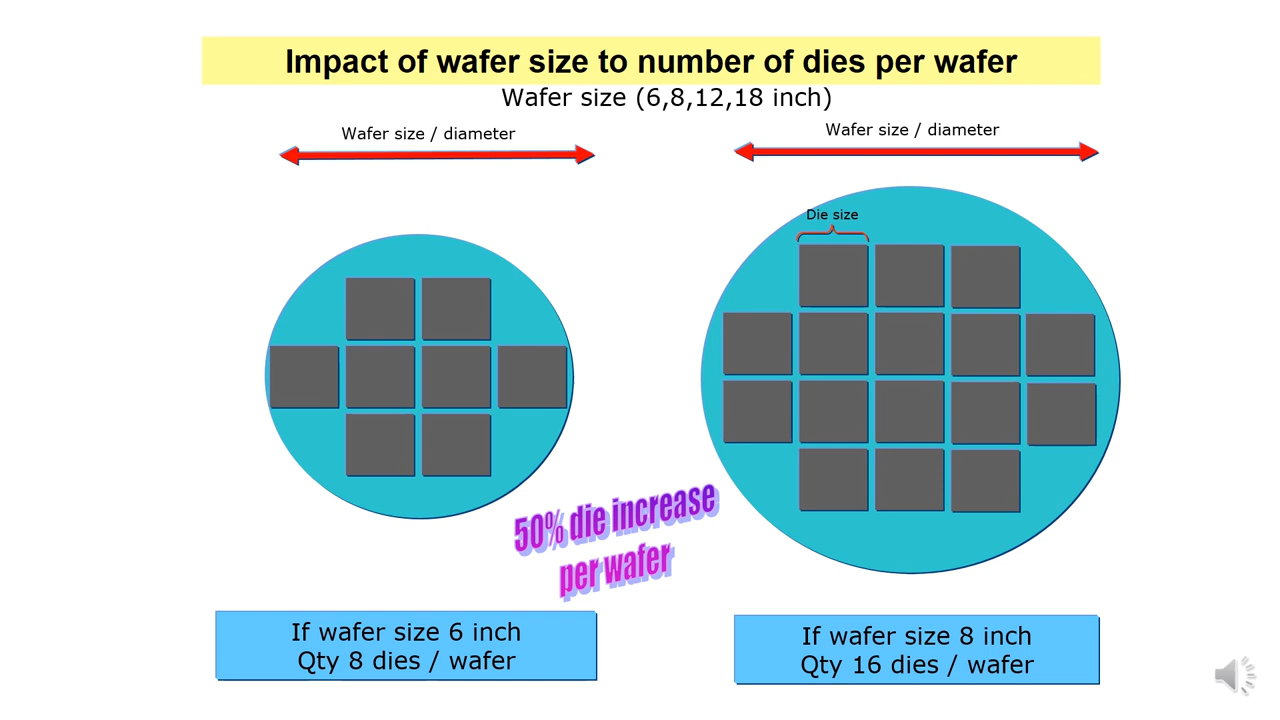 Impact of wafer size to number of dies per wafer
Wafer size (6,8,12,18 inch)
Wafer size / diameter
Wafer size / diameter
Die size
50% die increase
per wafer
If wafer size 6 inch
Qty 8 dies / wafer
If wafer size 8 inch
Qty 16 dies / wafer